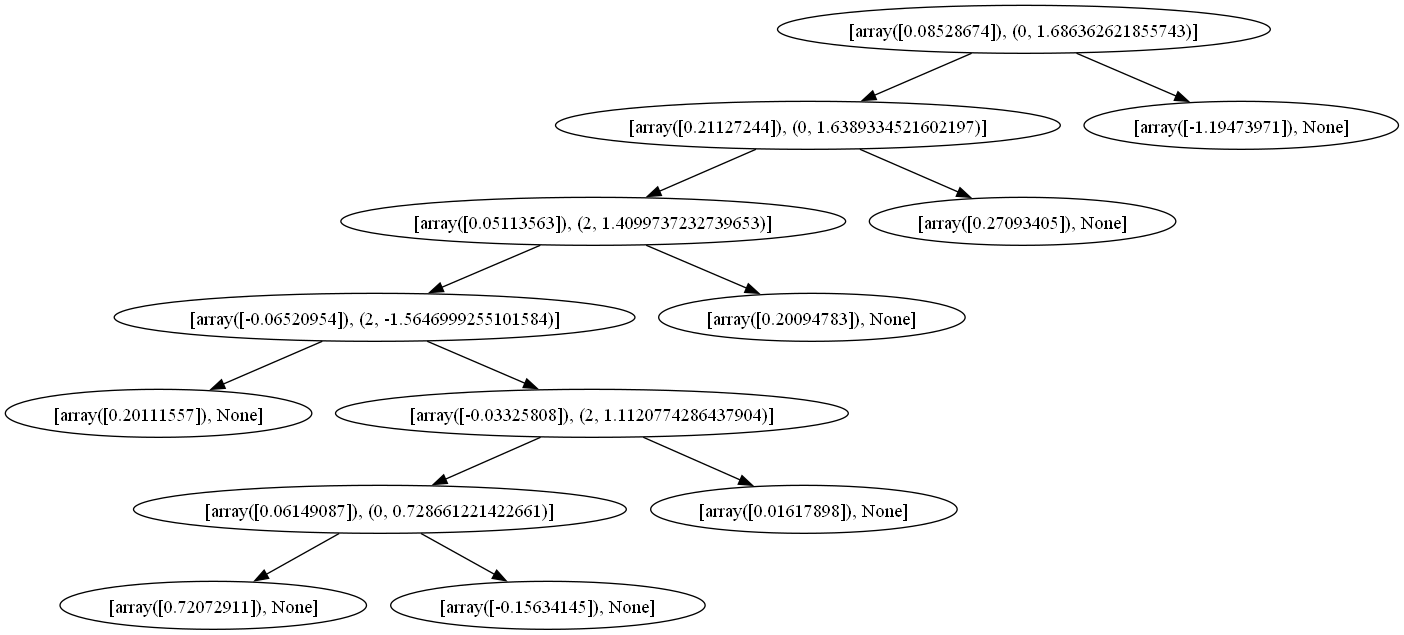 [array([0.08528674]), (0, 1.686362621855743)]
[array([0.21127244]), (0, 1.6389334521602197)]
[array([-1.19473971]), None]
[array([0.05113563]), (2, 1.4099737232739653)]
[array([0.27093405]), None]
[array([-0.06520954]), (2, -1.5646999255101584)]
[array([0.20094783]), None]
[array([0.20111557]), None]
[array([-0.03325808]), (2, 1.1120774286437904)]
[array([0.06149087]), (0, 0.728661221422661)]
[array([0.01617898]), None]
[array([0.72072911]), None]
[array([-0.15634145]), None]